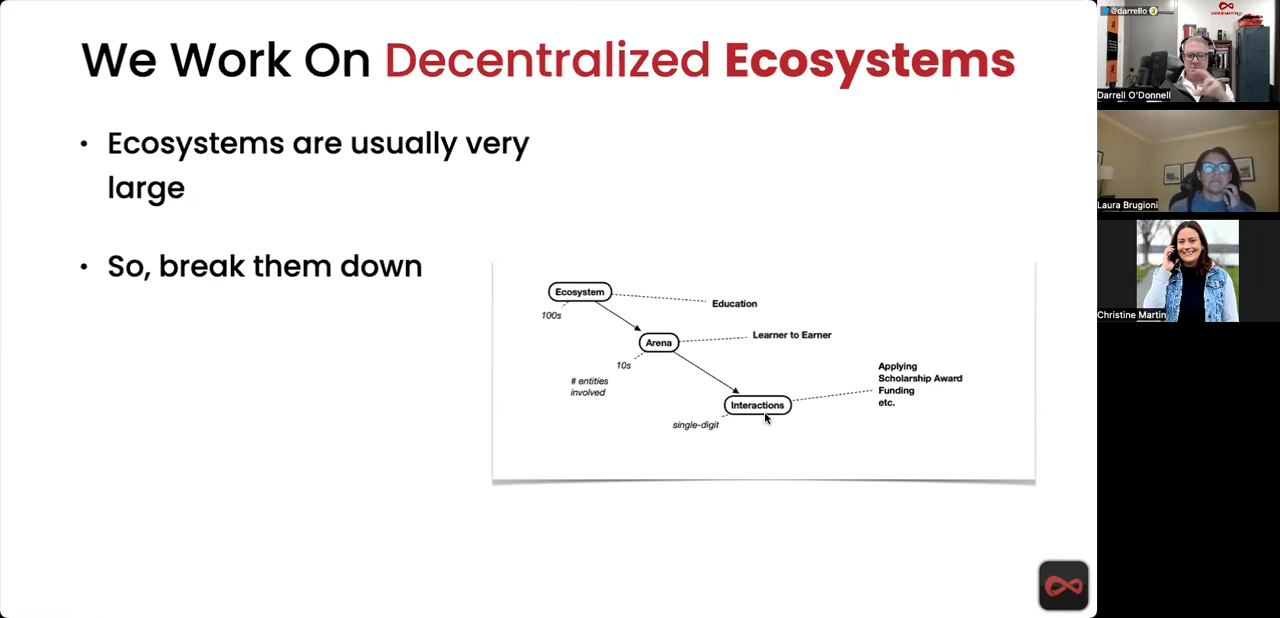 We Work On Decentralized Ecosystems
• Ecosystems are usually very
large
• So, break them down
Ecosystem
Education
100s
Arena
Learner to Earner
10s
# entities
involved
Applying
Scholarship Award
Funding
etc.
Interactions
single-digit
@darrello
Darrell O'Donnell
Laura Brugioni
Christine Martin